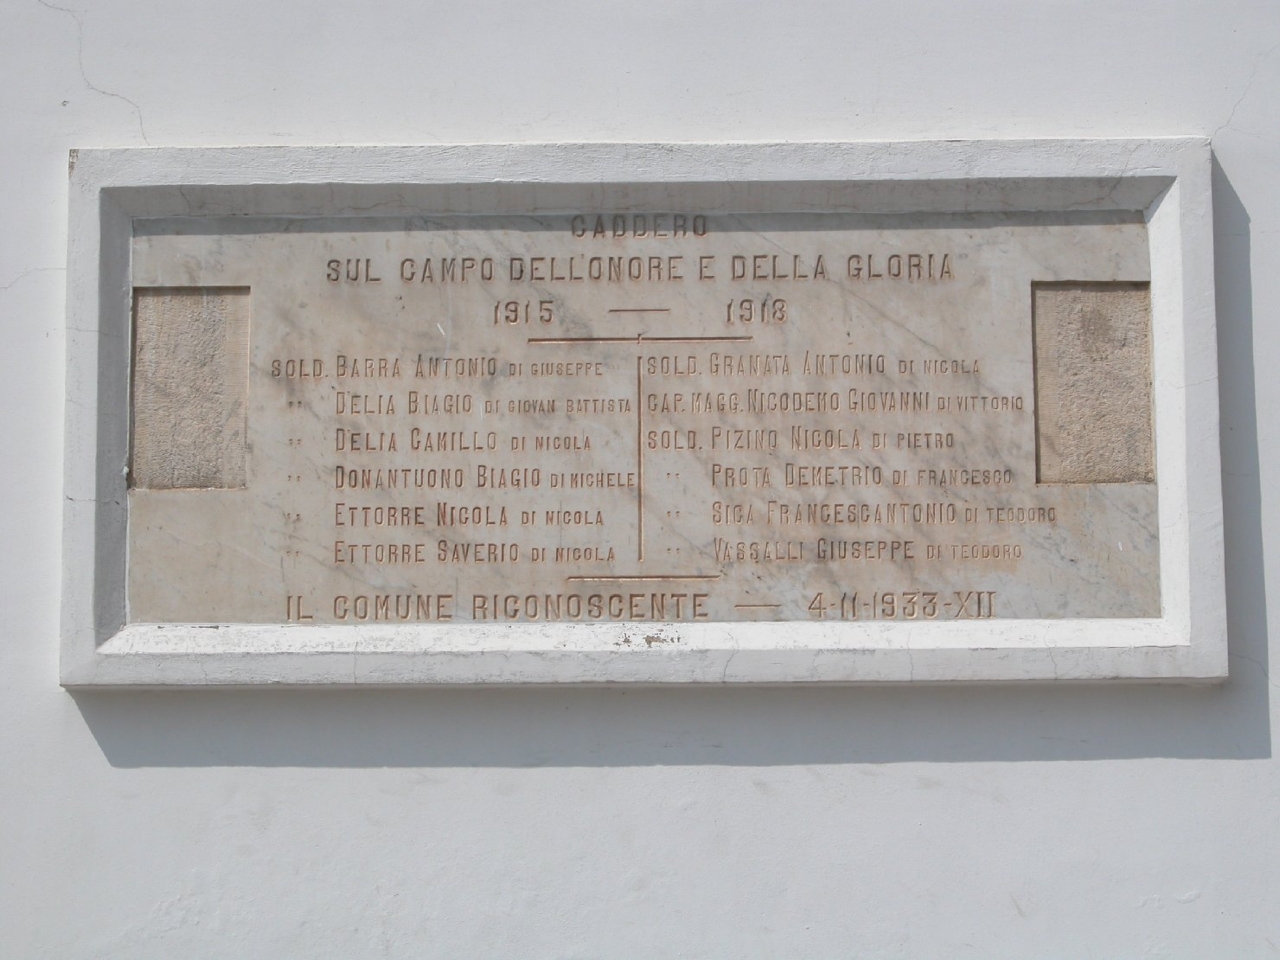 CADDERO
SUL CAMPO DELL'ONORE E DELLA GLORIA
1915 — 1918
SOLD. BARRA ANTONIO DI GIUSEPPE
" DELIA BIAGIO DI GIOVAN BATTISTA
" DELIA CAMILLO DI NICOLA
" DONANTUONO BIAGIO DI MICHELE
" ETTORRE NICOLA DI NICOLA
" ETTORRE SAVERIO DI NICOLA
SOLD. GRANATA ANTONIO DI NICOLA
CAP. MAGG. NICODEMO GIOVANNI DI VITTORIO
SOLD. PIZINO NICOLA DI PIETRO
" PROTA DEMETRIO DI FRANCESCO
" SICA FRANCESCANTONIO DI TEODORO
" VASSALLI GIUSEPPE DI TEODORO
IL COMUNE RICONOSCENTE — 4-11-1933-XII